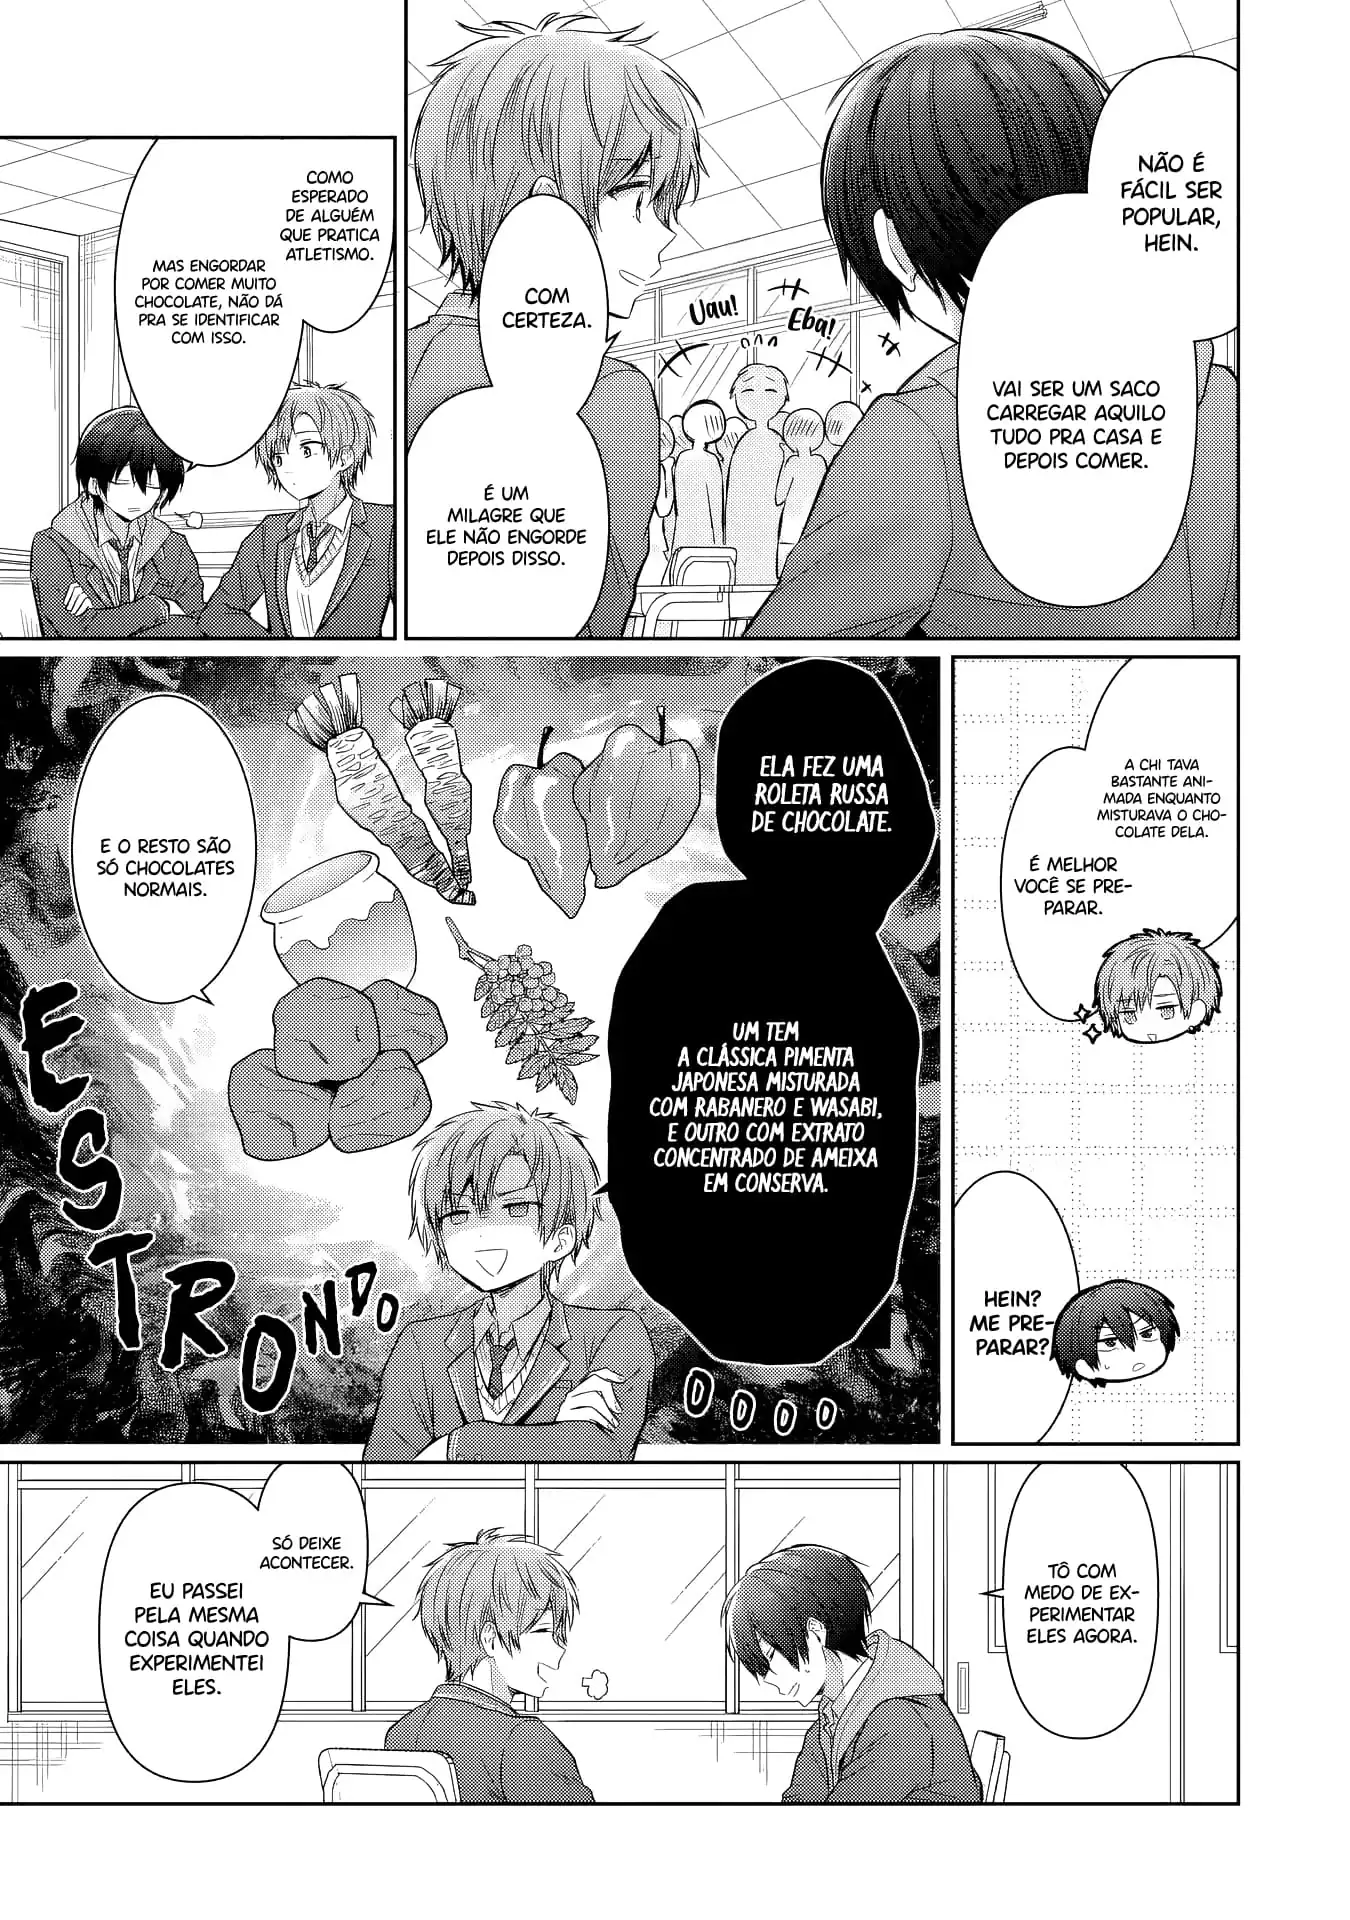 NÃO É
FÁCIL SER
POPULAR,
HEIN.
VAI SER UM SACO
CARREGAR AQUILO
TUDO PRA CASA E
DEPOIS COMER.
Eba!
Uau!
COM
CERTEZA.
É UM
MILAGRE QUE
ELE NÃO ENGORDE
DEPOIS DISSO.
COMO
ESPERADO
DE ALGUÉM
QUE PRATICA
ATLETISMO.
MAS ENGORDAR
POR COMER MUITO
CHOCOLATE, NÃO DÁ
PRA SE IDENTIFICAR
COM ISSO.
A CHI TAVA
BASTANTE ANI-
MADA ENQUANTO
MISTURAVA O CHO-
COLATE DELA.
É MELHOR
VOCÊ SE PRE-
PARAR.
HEIN?
ME PRE-
PARAR?
ELA FEZ UMA
ROLETA RUSSA
DE CHOCOLATE.
UM TEM
A CLÁSSICA PIMENTA
JAPONESA MISTURADA
COM RABANERO E WASABI,
E OUTRO COM EXTRATO
CONCENTRADO DE AMEIXA
EM CONSERVA.
E O RESTO SÃO
SÓ CHOCOLATES
NORMAIS.
ESTRONDO
OOOO
TÔ COM
MEDO DE EX-
PERIMENTAR
ELES AGORA.
SÓ DEIXE
ACONTECER.
EU PASSEI
PELA MESMA
COISA QUANDO
EXPERIMENTEI
ELES.